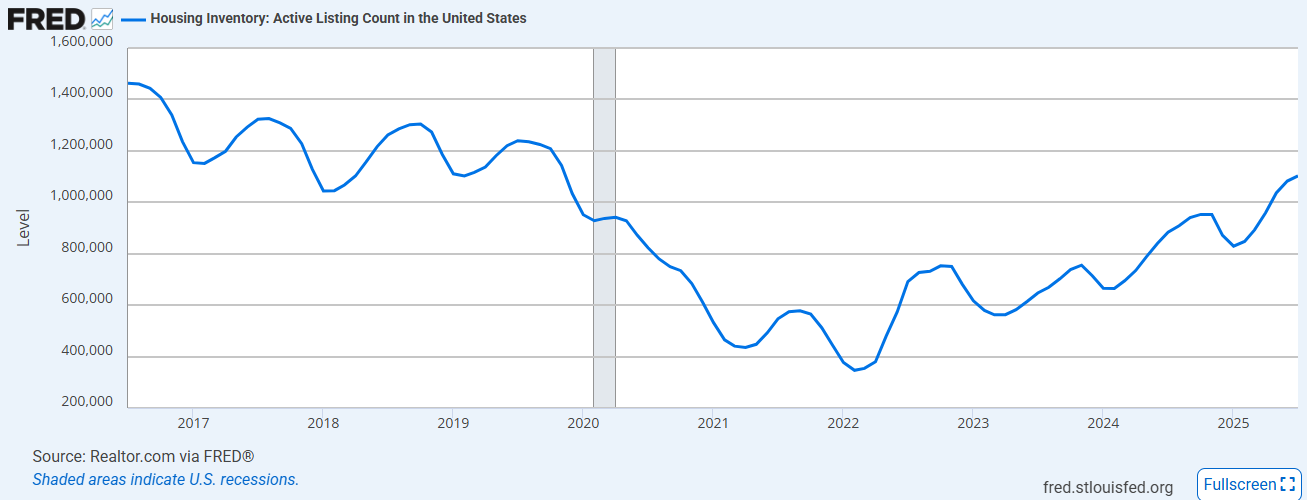 FRED Housing Inventory: Active Listing Count in the United States
1,600,000
1,400,000
1,200,000
1,000,000
800,000
600,000
400,000
200,000
Level
2017 2018 2019 2020 2021 2022 2023 2024 2025
Source: Realtor.com via FRED®
Shaded areas indicate U.S. recessions.
fred.stlouisfed.org Fullscreen